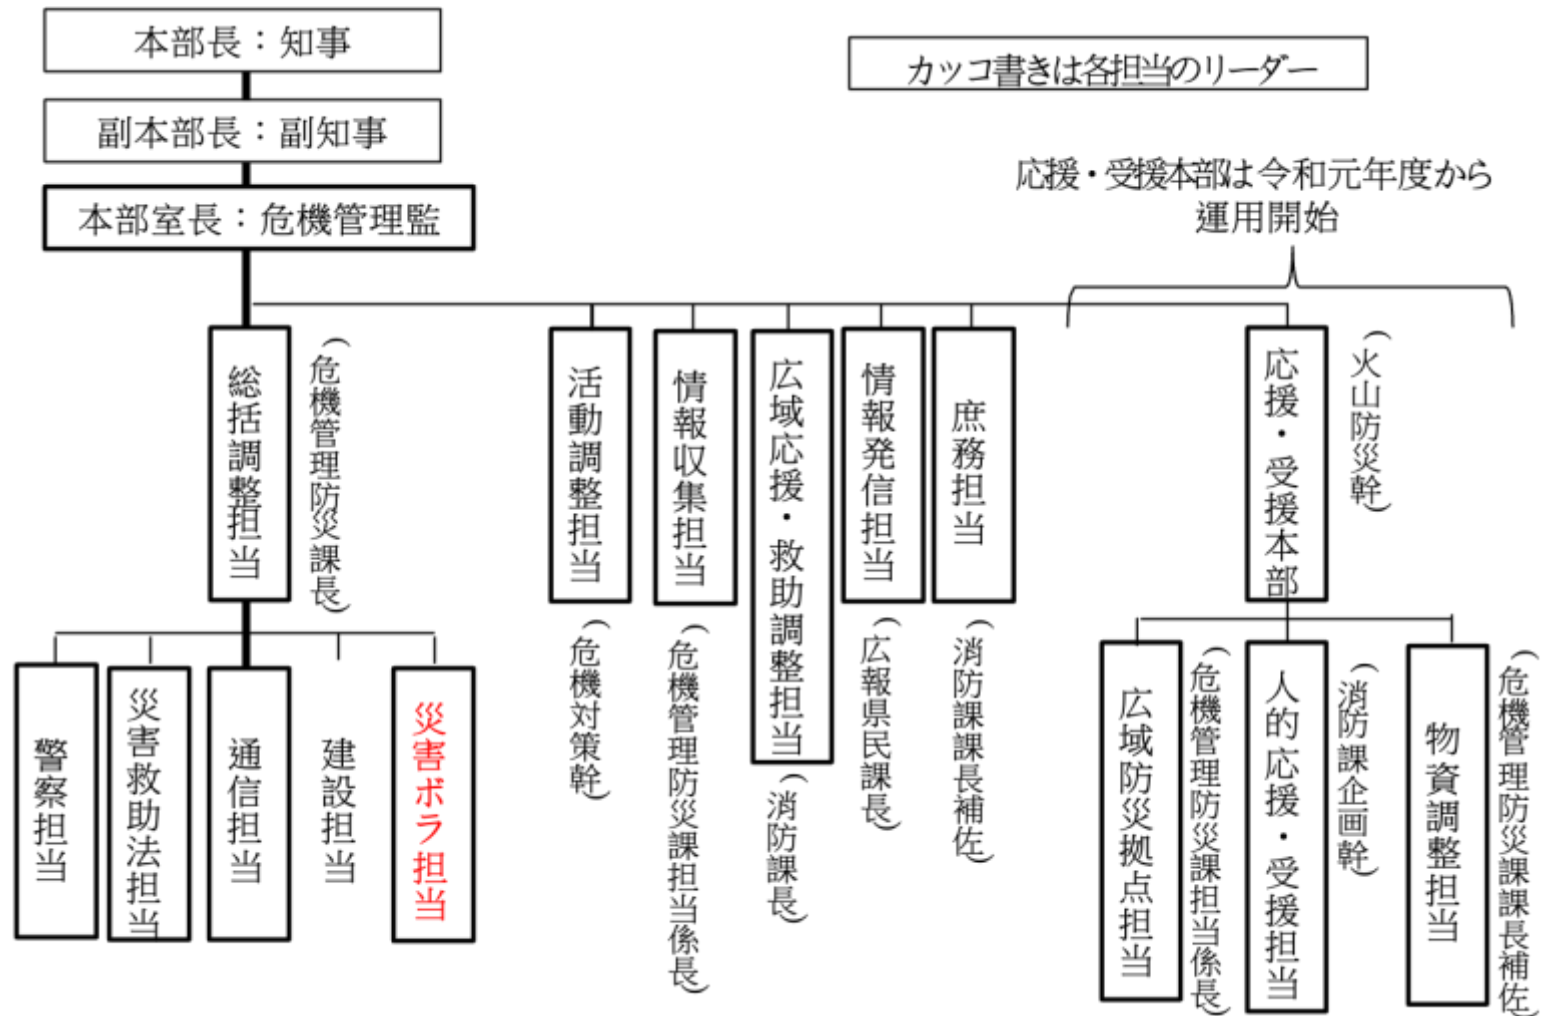 本部長：知事
カッコ書きは各担当のリーダー
副本部長：副知事
応援・受援本部は令和元年度から
運用開始
本部室長：危機管理監
総括調整担当
（危機管理防災課長）
活動調整担当
（危機対策幹）
情報収集担当
（危機管理防災課担当係長）
広域応援・救助調整担当
（消防課長）
情報発信担当
（広報県民課長）
庶務担当
（消防課課長補佐）
応援・受援本部
（火山防災幹）
警察担当
災害救助法担当
通信担当
建設担当
災害ボラ担当
広域防災拠点担当
（危機管理防災課担当係長）
人的応援・受援担当
（消防課企画幹）
物資調整担当
（危機管理防災課課長補佐）